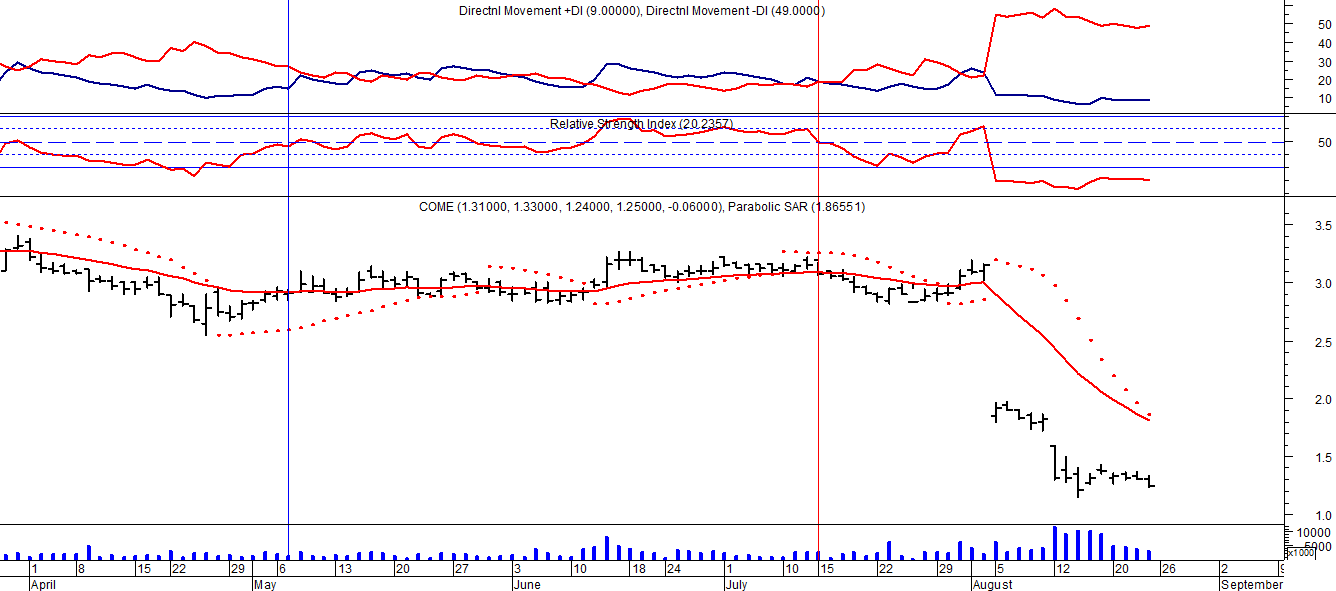 Directnl Movement +DI (9.00000), Directnl Movement -DI (49.0000)
50
40
30
20
10
Relative Strength Index (20.2357)
50
COME (1.31000, 1.33000, 1.24000, 1.25000, -0.06000), Parabolic SAR (1.86551)
3.5
3.0
2.5
2.0
1.5
1.0
10000
5000
x1000
1 8 15 22 29 6 13 20 27 3 10 18 24 1 10 15 22 29 5 12 20 26 2 9
April May June July August September